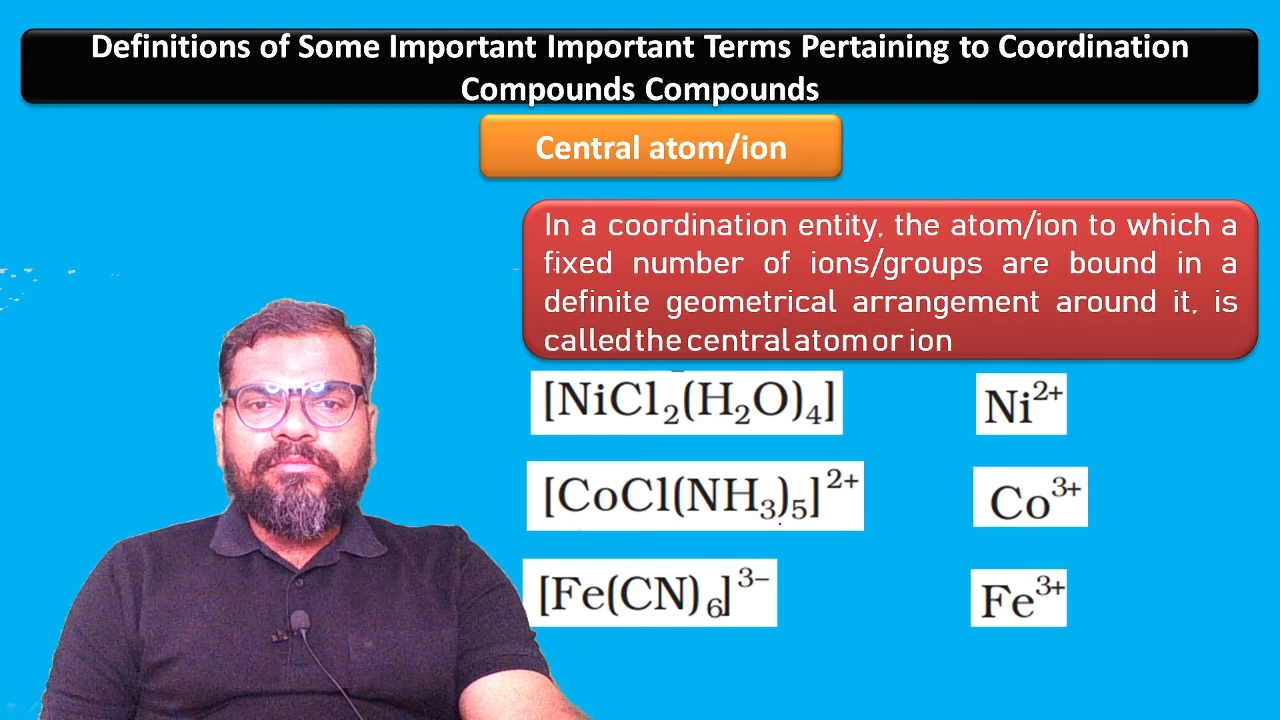 Definitions of Some Important Important Terms Pertaining to Coordination
Compounds Compounds
Central atom/ion
In a coordination entity, the atom/ion to which a
fixed number of ions/groups are bound in a
definite geometrical arrangement around it, is
called the central atom or ion
[NiCl₂(H₂O)₄] Ni²⁺
[CoCl(NH₃)₅]²⁺ Co³⁺
[Fe(CN)₆]³⁻ Fe³⁺